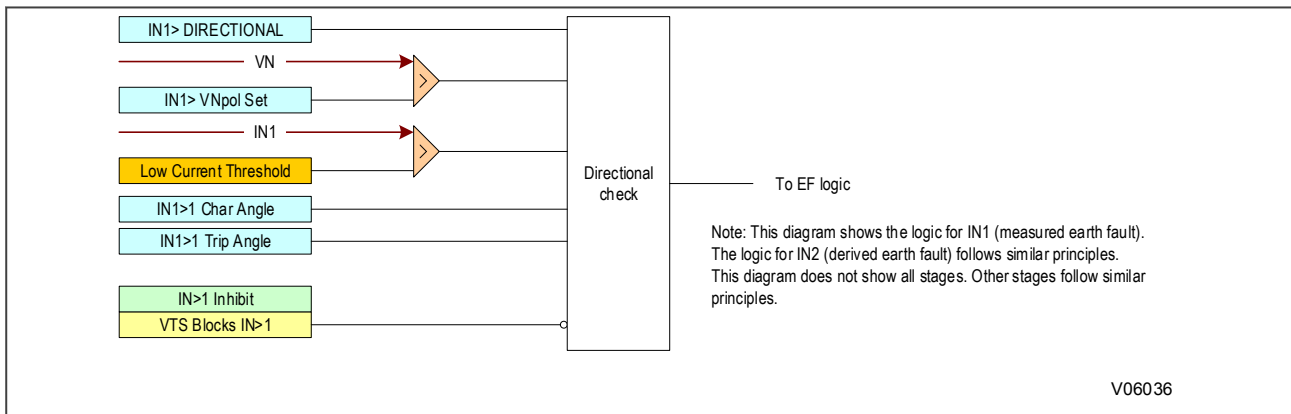 IN1> DIRECTIONAL
VN
>
IN1> VNpol Set
IN1
>
Low Current Threshold
Directional
check
To EF logic
IN1>1 Char Angle
IN1>1 Trip Angle
Note: This diagram shows the logic for IN1 (measured earth fault).
The logic for IN2 (derived earth fault) follows similar principles.
This diagram does not show all stages. Other stages follow similar
principles.
IN>1 Inhibit
VTS Blocks IN>1
V06036